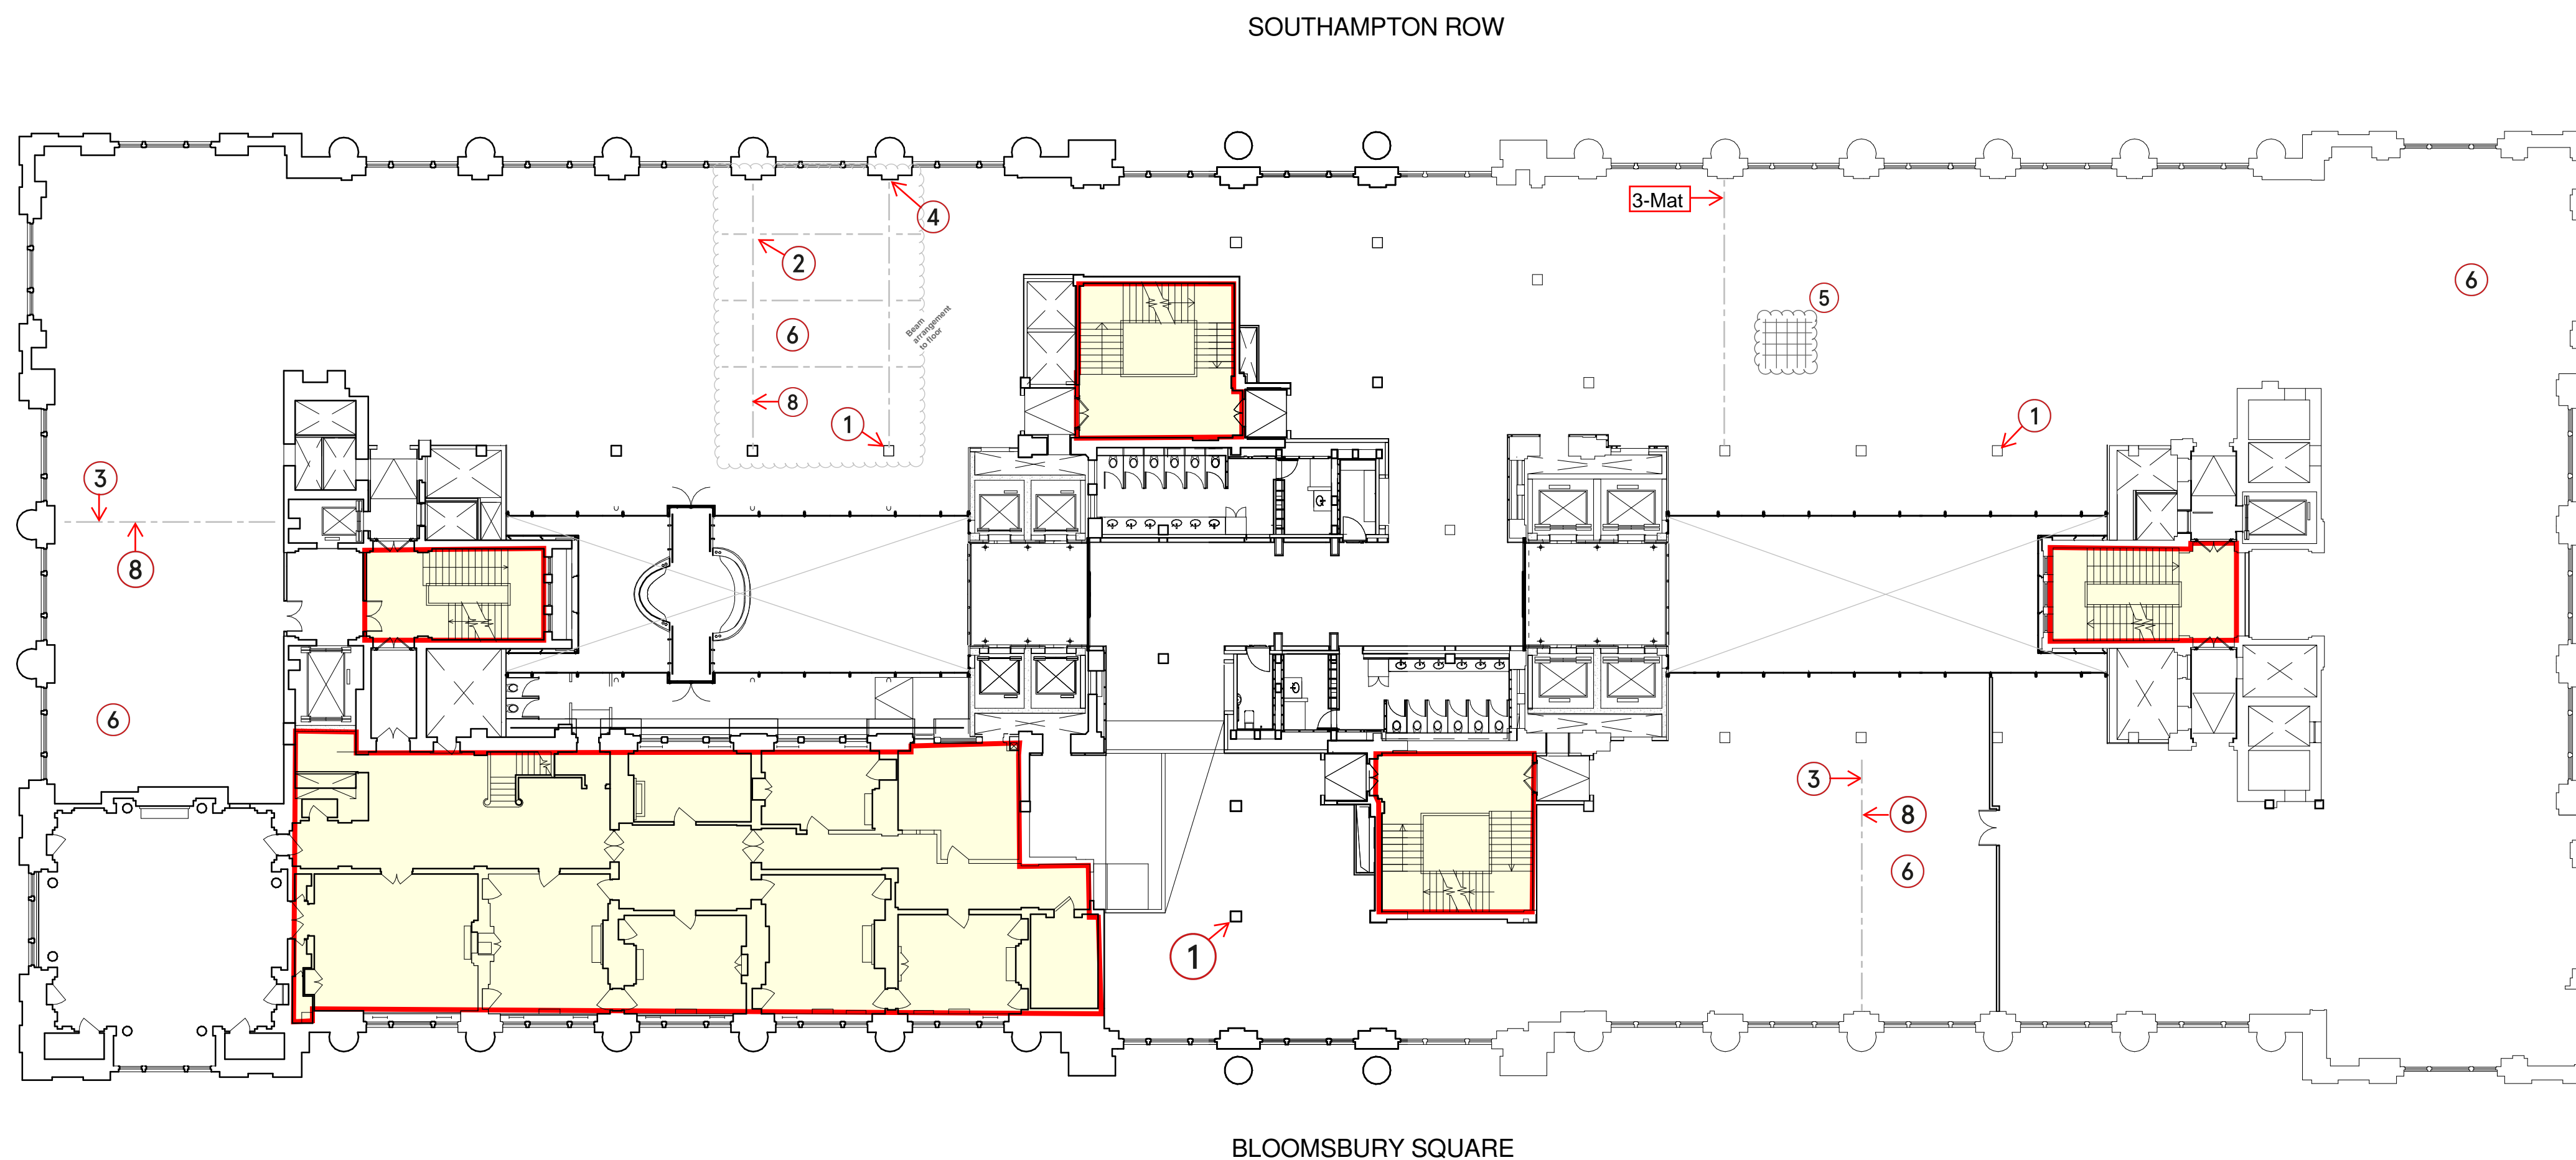 SOUTHAMPTON ROW
3-Mat
4
2
6
5
Beam
arrangement
to floor
6
8
1
1
3
8
6
3
8
6
1
BLOOMSBURY SQUARE